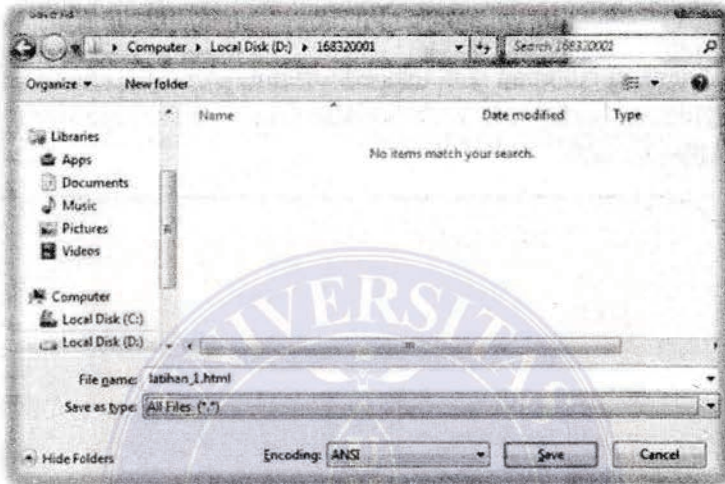 Save As
Computer ▸ Local Disk (D:) ▸ 168320001
Search 168320001
Organize New folder
Name Date modified Type
No items match your search.
Libraries
Apps
Documents
Music
Pictures
Videos
Computer
Local Disk (C:)
Local Disk (D:)
UNIVERSITAS
File name: latihan_1.html
Save as type: All Files (*.*)
Hide Folders Encoding: ANSI Save Cancel